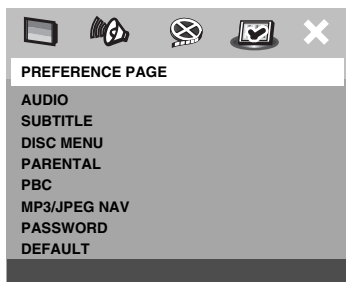 PREFERENCE PAGE
AUDIO
SUBTITLE
DISC MENU
PARENTAL
PBC
MP3/JPEG NAV
PASSWORD
DEFAULT